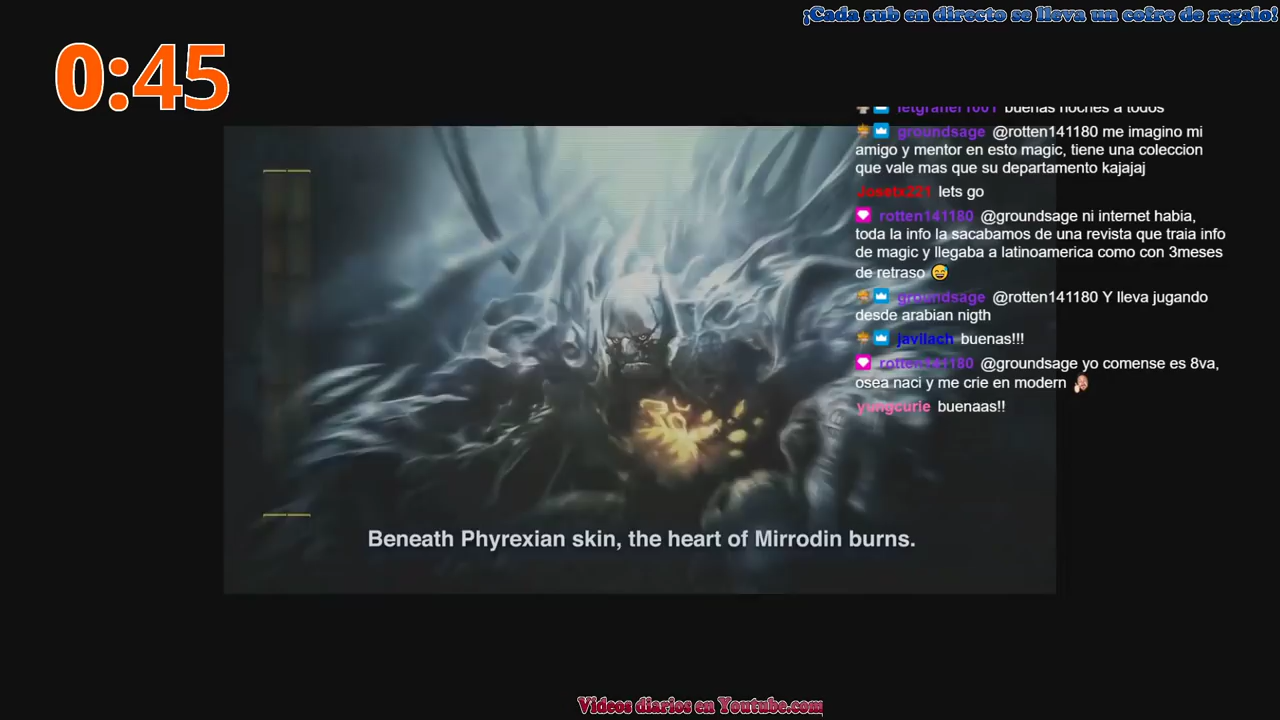 ¡Cada sub en directo se lleva un cofre de regalo!
0:45
buenas noches a todos
groundsage @rotten141180 me imagino mi
amigo y mentor en esto magic, tiene una coleccion
que vale mas que su departamento kajajaj
Josetx221 lets go
rotten141180 @groundsage ni internet habia,
toda la info la sacabamos de una revista que traia info
de magic y llegaba a latinoamerica como con 3meses
de retraso 😅
groundsage @rotten141180 Y lleva jugando
desde arabian nigth
javilach buenas!!!
rotten141180 @groundsage yo comense es 8va,
osea naci y me crie en modern
yungcurie buenaas!!
Beneath Phyrexian skin, the heart of Mirrodin burns.
Videos diarios en Youtube.com